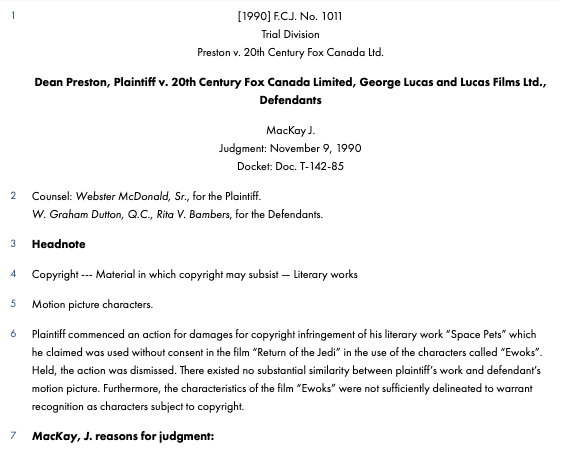 1
[1990] F.C.J. No. 1011
Trial Division
Preston v. 20th Century Fox Canada Ltd.
Dean Preston, Plaintiff v. 20th Century Fox Canada Limited, George Lucas and Lucas Films Ltd.,
Defendants
MacKay J.
Judgment: November 9, 1990
Docket: Doc. T-142-85
2 Counsel: Webster McDonald, Sr., for the Plaintiff.
W. Graham Dutton, Q.C., Rita V. Bambers, for the Defendants.
3 Headnote
4 Copyright --- Material in which copyright may subsist — Literary works
5 Motion picture characters.
6 Plaintiff commenced an action for damages for copyright infringement of his literary work “Space Pets” which
he claimed was used without consent in the film “Return of the Jedi” in the use of the characters called “Ewoks”.
Held, the action was dismissed. There existed no substantial similarity between plaintiff’s work and defendant’s
motion picture. Furthermore, the characteristics of the film “Ewoks” were not sufficiently delineated to warrant
recognition as characters subject to copyright.
7 MacKay, J. reasons for judgment: